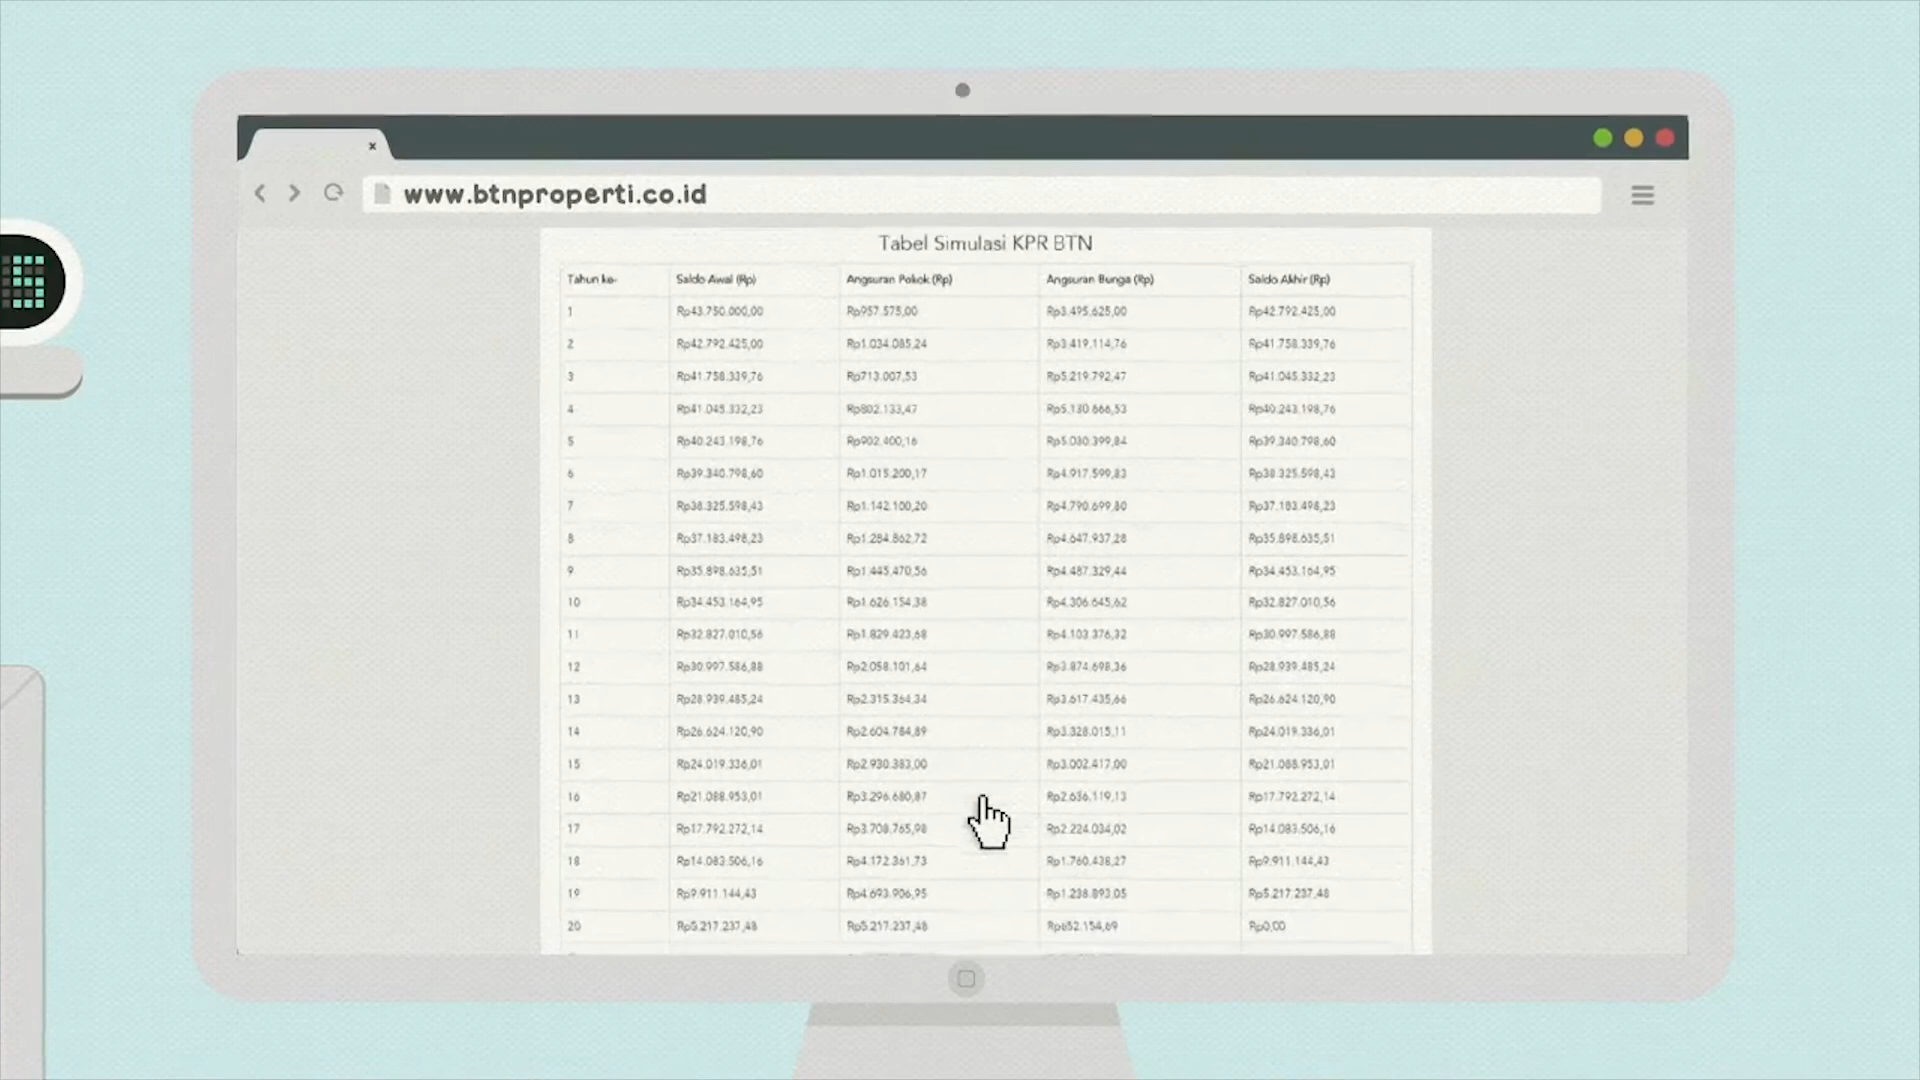 x
www.btnproperti.co.id
Tabel Simulasi KPR BTN
Tahun ke- Saldo Awal (Rp) Angsuran Pokok (Rp) Angsuran Bunga (Rp) Saldo Akhir (Rp)
1 Rp43.750.000,00 Rp957.575,00 Rp3.495.625,00 Rp42.792.425,00
2 Rp42.792.425,00 Rp1.034.085,24 Rp3.419.114,76 Rp41.758.339,76
3 Rp41.758.339,76 Rp713.007,53 Rp5.219.792,47 Rp41.045.332,23
4 Rp41.045.332,23 Rp802.133,47 Rp5.130.666,53 Rp40.243.198,76
5 Rp40.243.198,76 Rp902.400,16 Rp5.030.399,84 Rp39.340.798,60
6 Rp39.340.798,60 Rp1.015.200,17 Rp4.917.599,83 Rp38.325.598,43
7 Rp38.325.598,43 Rp1.142.100,20 Rp4.790.699,80 Rp37.183.498,23
8 Rp37.183.498,23 Rp1.284.862,72 Rp4.647.937,28 Rp35.898.635,51
9 Rp35.898.635,51 Rp1.445.470,56 Rp4.487.329,44 Rp34.453.164,95
10 Rp34.453.164,95 Rp1.626.154,38 Rp4.306.645,62 Rp32.827.010,56
11 Rp32.827.010,56 Rp1.829.423,68 Rp4.103.376,32 Rp30.997.586,88
12 Rp30.997.586,88 Rp2.058.101,64 Rp3.874.698,36 Rp28.939.485,24
13 Rp28.939.485,24 Rp2.315.364,34 Rp3.617.435,66 Rp26.624.120,90
14 Rp26.624.120,90 Rp2.604.784,89 Rp3.328.015,11 Rp24.019.336,01
15 Rp24.019.336,01 Rp2.930.383,00 Rp3.002.417,00 Rp21.088.953,01
16 Rp21.088.953,01 Rp3.296.680,87 Rp2.636.119,13 Rp17.792.272,14
17 Rp17.792.272,14 Rp3.708.765,98 Rp2.224.034,02 Rp14.083.506,16
18 Rp14.083.506,16 Rp4.172.361,73 Rp1.760.438,27 Rp9.911.144,43
19 Rp9.911.144,43 Rp4.693.906,95 Rp1.238.893,05 Rp5.217.237,48
20 Rp5.217.237,48 Rp5.217.237,48 Rp652.154,69 Rp0,00